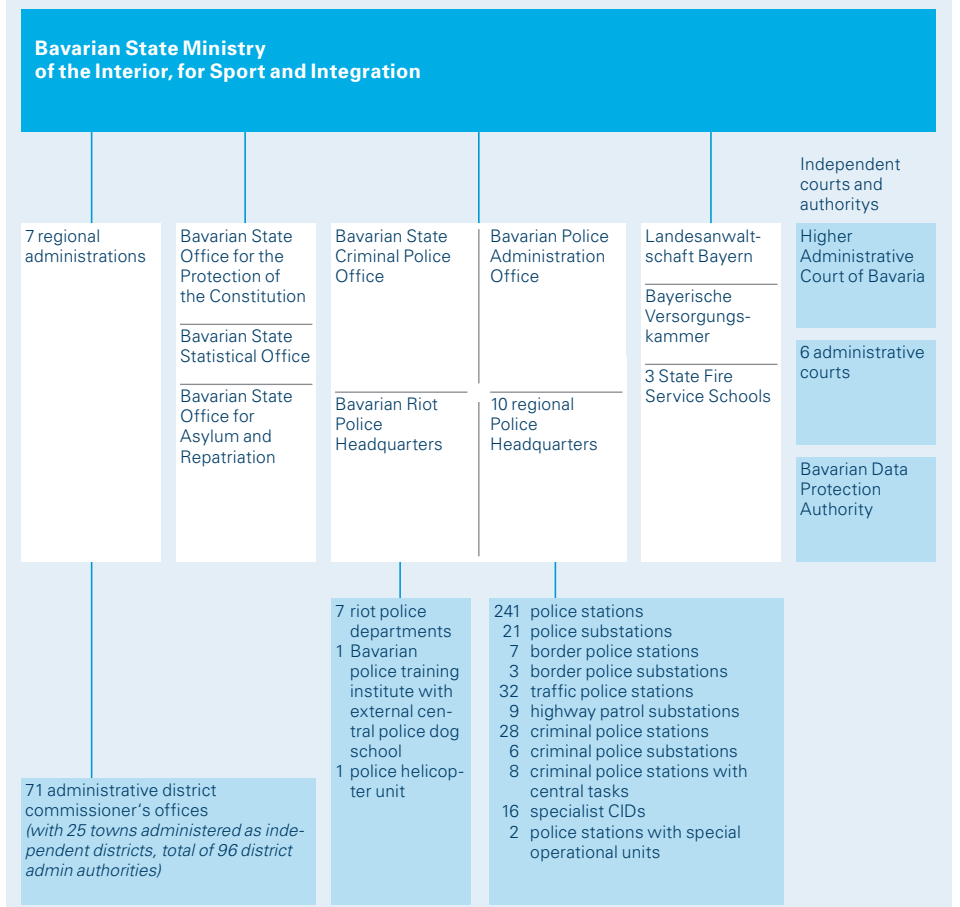 Bavarian State Ministry
of the Interior, for Sport and Integration
Independent
courts and
authoritys
7 regional
administrations
Bavarian State
Office for the
Protection of
the Constitution
Bavarian State
Statistical Office
Bavarian State
Office for
Asylum and
Repatriation
Bavarian State
Criminal Police
Office
Bavarian Police
Administration
Office
Bavarian Riot
Police
Headquarters
10 regional
Police
Headquarters
Landesanwalt-
schaft Bayern
Bayerische
Versorgungs-
kammer
3 State Fire
Service Schools
Higher
Administrative
Court of Bavaria
6 administrative
courts
Bavarian Data
Protection
Authority
71 administrative district
commissioner's offices
(with 25 towns administered as inde-
pendent districts, total of 96 district
admin authorities)
7 riot police
departments
1 Bavarian
police training
institute with
external cen-
tral police dog
school
1 police helicop-
ter unit
241 police stations
21 police substations
7 border police stations
3 border police substations
32 traffic police stations
9 highway patrol substations
28 criminal police stations
6 criminal police substations
8 criminal police stations with
central tasks
16 specialist CIDs
2 police stations with special
operational units